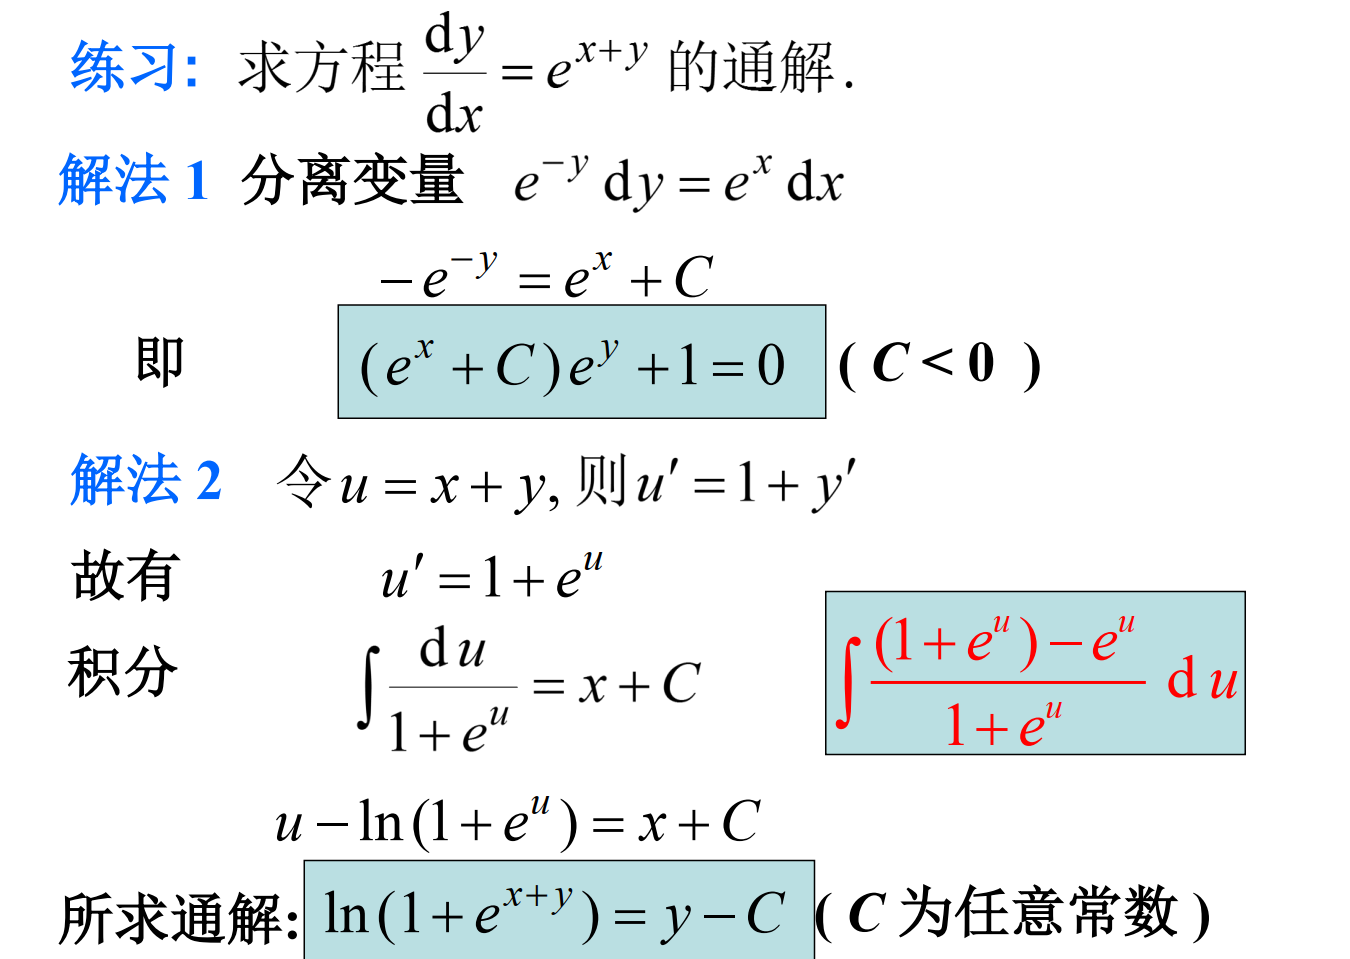 练习: 求方程 \frac{dy}{dx} = e^{x+y} 的通解.
解法 1 分离变量 e^{-y} dy = e^x dx
-e^{-y} = e^x + C
即 (e^x + C)e^y + 1 = 0 ( C < 0 )
解法 2 令 u = x + y, 则 u′ = 1 + y′
故有 u′ = 1 + e^u
积分 ∫ \frac{du}{1+e^u} = x + C ∫ \frac{(1+e^u) - e^u}{1+e^u} du
u - ln(1 + e^u) = x + C
所求通解: ln(1 + e^{x+y}) = y - C ( C 为任意常数 )